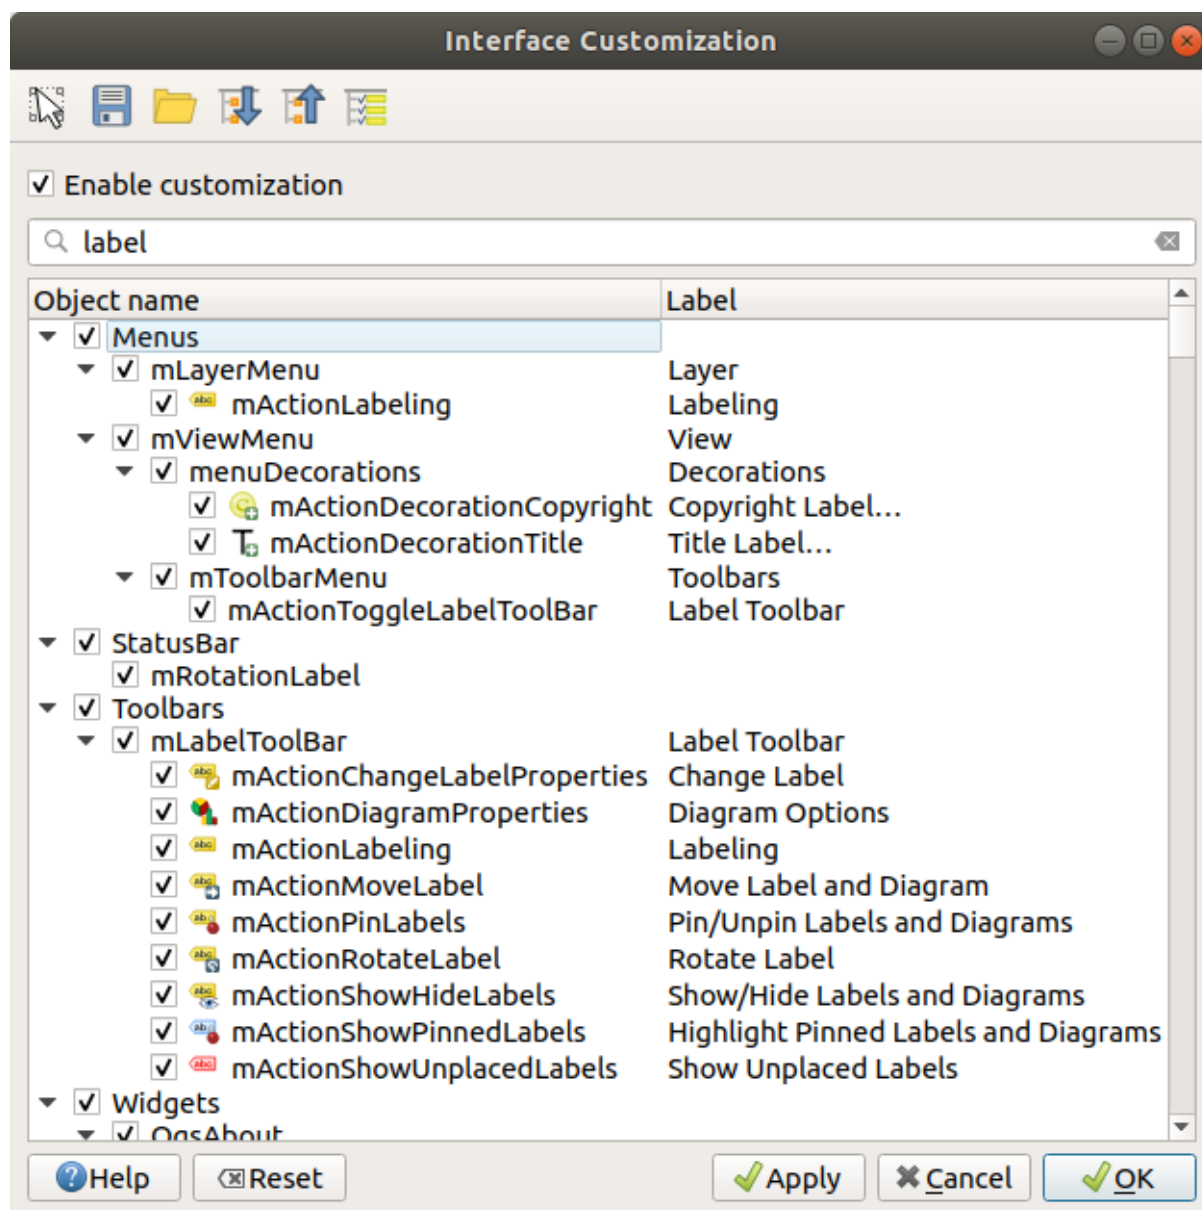 Interface Customization
Enable customization
label
Object name Label
Menus
mLayerMenu Layer
mActionLabeling Labeling
mViewMenu View
menuDecorations Decorations
mActionDecorationCopyright Copyright Label...
mActionDecorationTitle Title Label...
mToolbarMenu Toolbars
mActionToggleLabelToolBar Label Toolbar
StatusBar
mRotationLabel
Toolbars
mLabelToolBar Label Toolbar
mActionChangeLabelProperties Change Label
mActionDiagramProperties Diagram Options
mActionLabeling Labeling
mActionMoveLabel Move Label and Diagram
mActionPinLabels Pin/Unpin Labels and Diagrams
mActionRotateLabel Rotate Label
mActionShowHideLabels Show/Hide Labels and Diagrams
mActionShowPinnedLabels Highlight Pinned Labels and Diagrams
mActionShowUnplacedLabels Show Unplaced Labels
Widgets
QgsAbout
Help Reset Apply Cancel OK